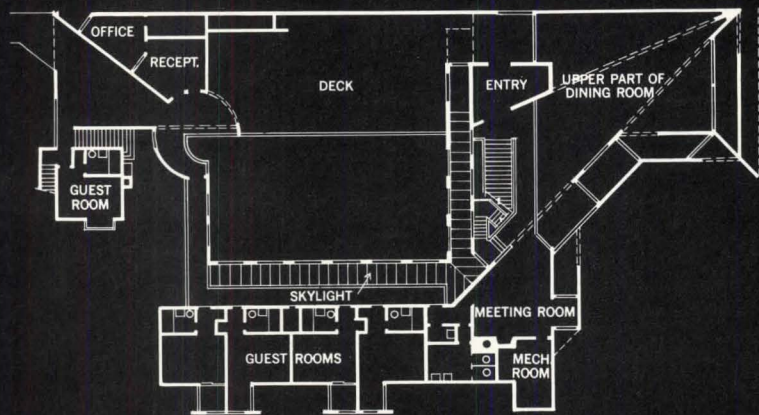 OFFICE
RECEPT.
DECK
ENTRY
UPPER PART OF
DINING ROOM
GUEST
ROOM
SKYLIGHT
MEETING ROOM
GUEST ROOMS
MECH.
ROOM